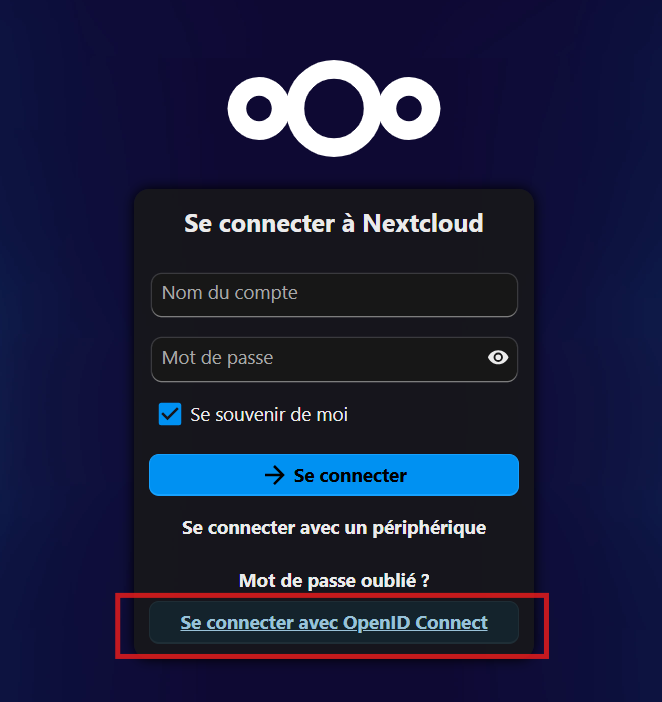 Se connecter à Nextcloud
Nom du compte
Mot de passe
Se souvenir de moi
Se connecter
Se connecter avec un périphérique
Mot de passe oublié ?
Se connecter avec OpenID Connect